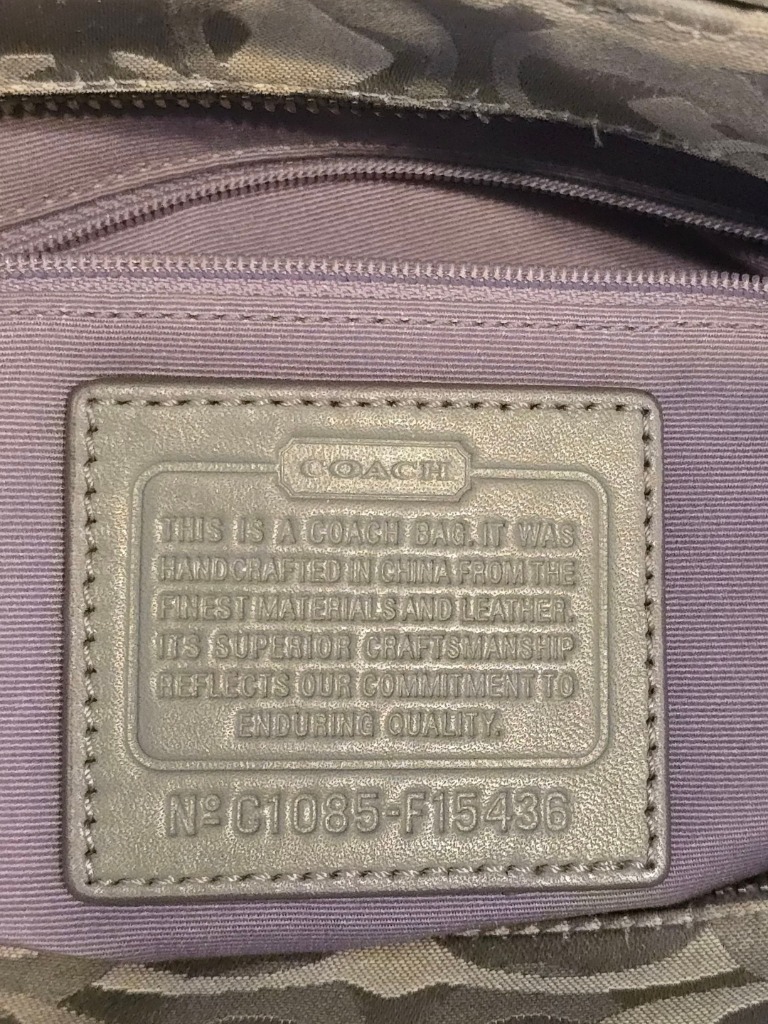 COACH
THIS IS A COACH BAG. IT WAS
HANDCRAFTED IN CHINA FROM THE
FINEST MATERIALS AND LEATHER.
ITS SUPERIOR CRAFTSMANSHIP
REFLECTS OUR COMMITMENT TO
ENDURING QUALITY.
Nº C1085-F15436